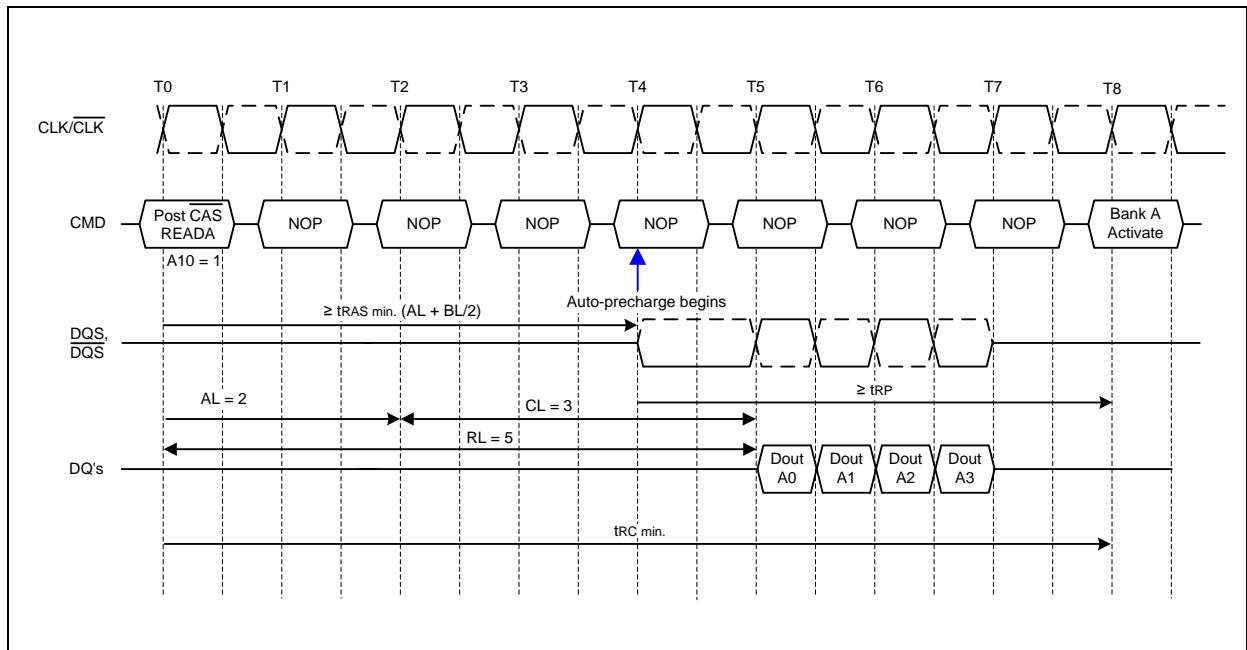 T0 T1 T2 T3 T4 T5 T6 T7 T8
CLK/CLK
CMD
Post CAS
READA
NOP NOP NOP NOP NOP NOP NOP
Bank A
Activate
A10 = 1
Auto-precharge begins
≥ tRAS min. (AL + BL/2)
DQS,
DQS
≥ tRP
AL = 2
CL = 3
RL = 5
DQ's
Dout
A0
Dout
A1
Dout
A2
Dout
A3
tRC min.